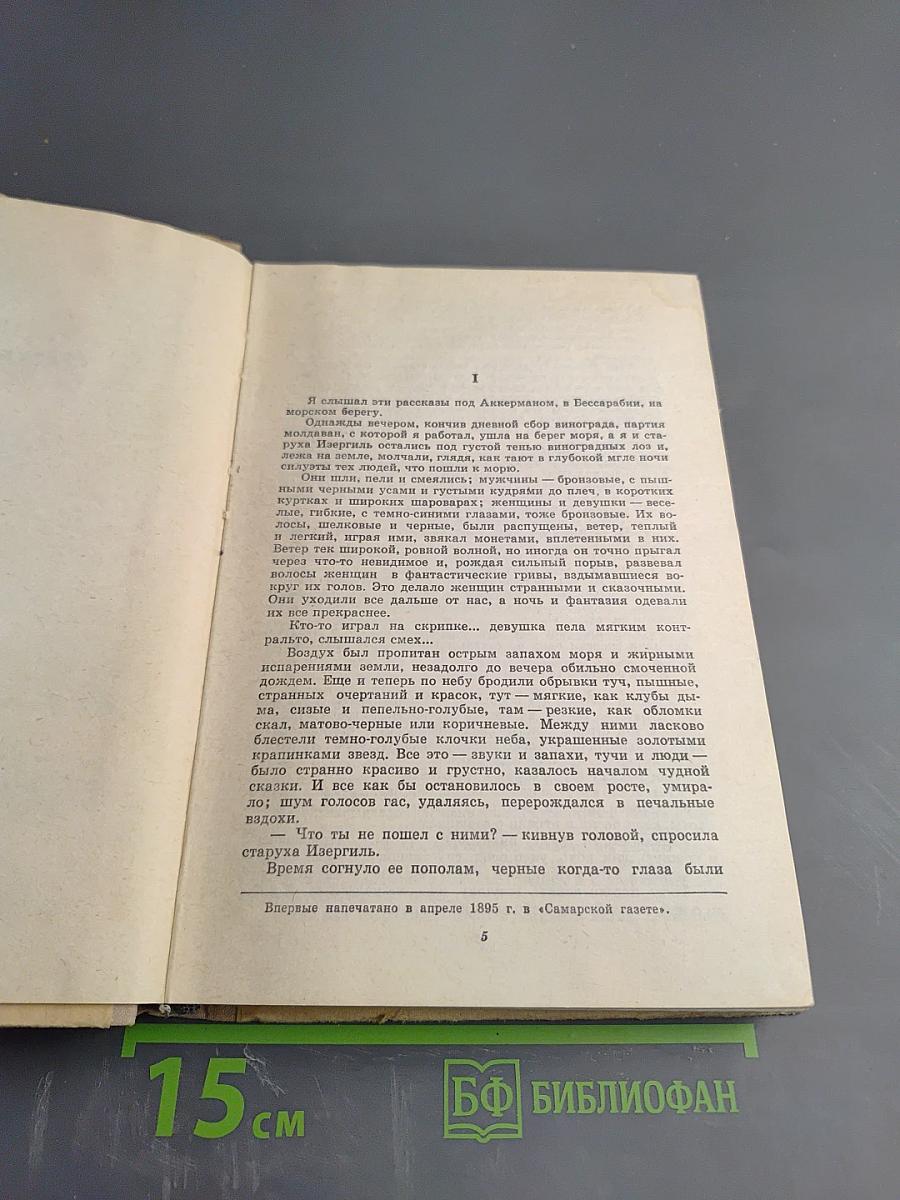 I
Я слышал эти рассказы под Аккерманом, в Бессарабии, на
морском берегу.
Однажды вечером, кончив дневной сбор винограда, партия
молдаван, с которой я работал, ушла на берег моря, а я и ста-
руха Изергиль остались под густой тенью виноградных лоз и,
лежа на земле, молчали, глядя, как тают в глубокой мгле ночи
силуэты тех людей, что пошли к морю.
Они шли, пели и смеялись; мужчины — бронзовые, с пыш-
ными черными усами и густыми кудрями до плеч, в коротких
куртках и широких шароварах; женщины и девушки — весе-
лые, гибкие, с темно-синими глазами, тоже бронзовые. Их во-
лосы, шелковые и черные, были распущены, ветер, теплый
и легкий, играя ими, звякал монетами, вплетенными в них.
Ветер тек широкой, ровной волной, но иногда он точно прыгал
через что-то невидимое и, рождая сильный порыв, развевал
волосы женщин в фантастические гривы, вздымавшиеся во-
круг их голов. Это делало женщин странными и сказочными.
Они уходили все дальше от нас, а ночь и фантазия одевали
их все прекраснее.
Кто-то играл на скрипке... девушка пела мягким конт-
ральто, слышался смех...
Воздух был пропитан острым запахом моря и жирными
испарениями земли, незадолго до вечера обильно смоченной
дождем. Еще и теперь по небу бродили обрывки туч, пышные,
странных очертаний и красок, тут — мягкие, как клубы ды-
ма, сизые и пепельно-голубые, там — резкие, как обломки
скал, матово-черные или коричневые. Между ними ласково
блестели темно-голубые клочки неба, украшенные золотыми
крапинками звезд. Все это — звуки и запахи, тучи и люди —
было странно красиво и грустно, казалось началом чудной
сказки. И все как бы остановилось в своем росте, умира-
ло; шум голосов гас, удаляясь, перерождался в печальные
вздохи.
— Что ты не пошел с ними? — кивнув головой, спросила
старуха Изергиль.
Время согнуло ее пополам, черные когда-то глаза были
Впервые напечатано в апреле 1895 г. в «Самарской газете».
5
15 см
БФ БИБЛИОФАН